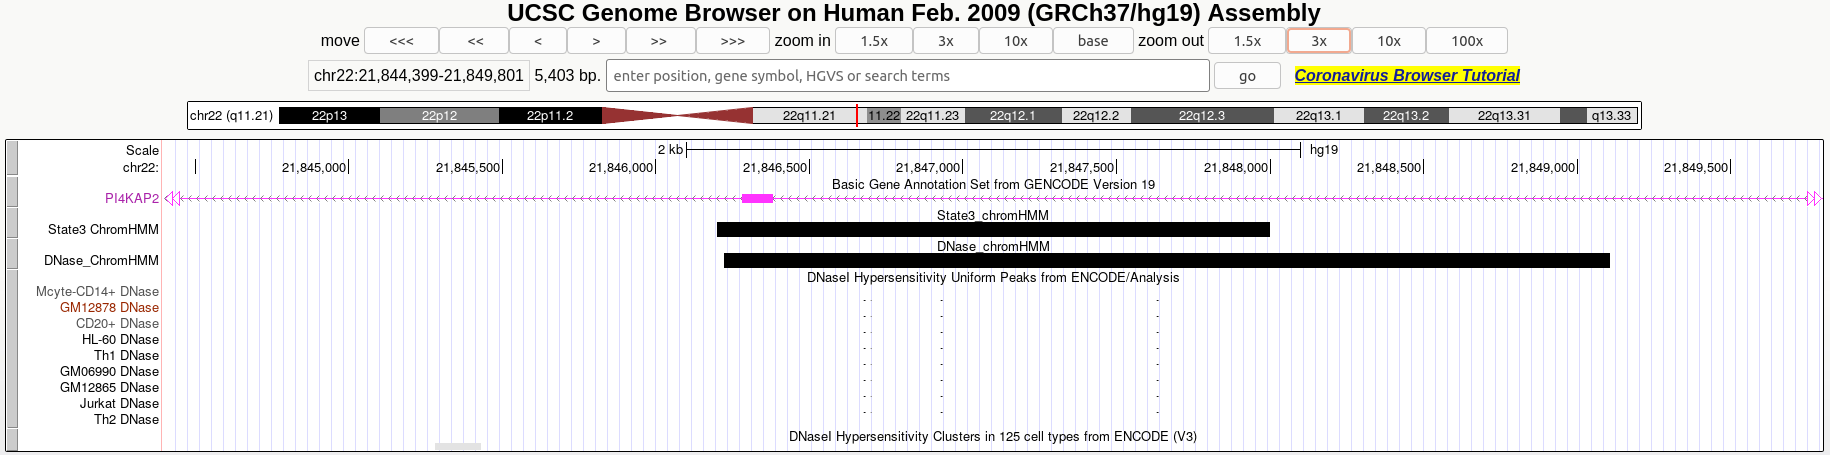 UCSC Genome Browser on Human Feb. 2009 (GRCh37/hg19) Assembly
move <<< << < > >> >>> zoom in 1.5x 3x 10x base zoom out 1.5x 3x 10x 100x
chr22:21,844,399-21,849,801 5,403 bp. enter position, gene symbol, HGVS or search terms go Coronavirus Browser Tutorial
chr22 (q11.21) 22p13 22p12 22p11.2 22q11.21 11.22 22q11.23 22q12.1 22q12.2 22q12.3 22q13.1 22q13.2 22q13.31 q13.33
Scale 2 kb hg19
chr22: 21,845,000 21,845,500 21,846,000 21,846,500 21,847,000 21,847,500 21,848,000 21,848,500 21,849,000 21,849,500
Basic Gene Annotation Set from GENCODE Version 19
PI4KAP2
State3_chromHMM
State3 ChromHMM
DNase_chromHMM
DNase_ChromHMM
DNaseI Hypersensitivity Uniform Peaks from ENCODE/Analysis
Mcyte-CD14+ DNase
GM12878 DNase
CD20+ DNase
HL-60 DNase
Th1 DNase
GM06990 DNase
GM12865 DNase
Jurkat DNase
Th2 DNase
DNaseI Hypersensitivity Clusters in 125 cell types from ENCODE (V3)